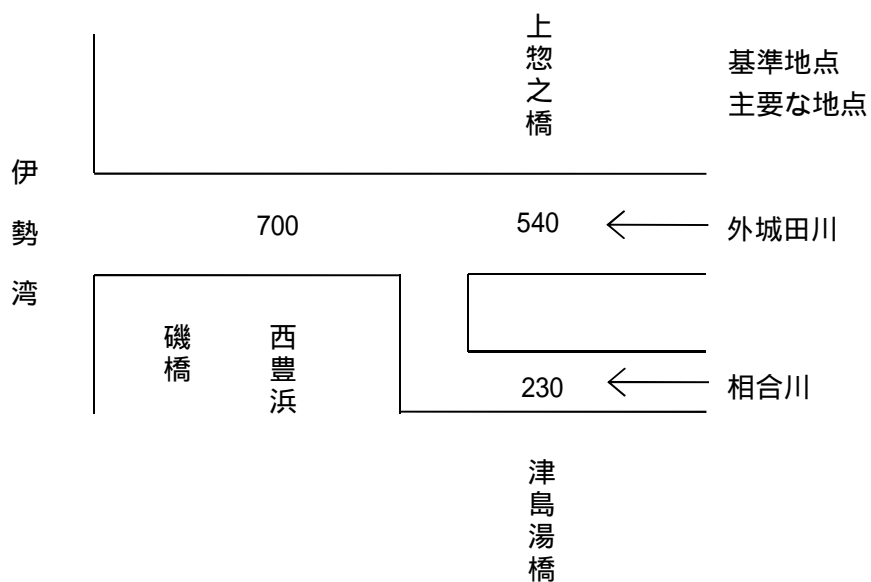 上惣之橋
基準地点
主要な地点
伊勢湾
700
540
外城田川
磯橋
西豊浜
230
相合川
津島湯橋